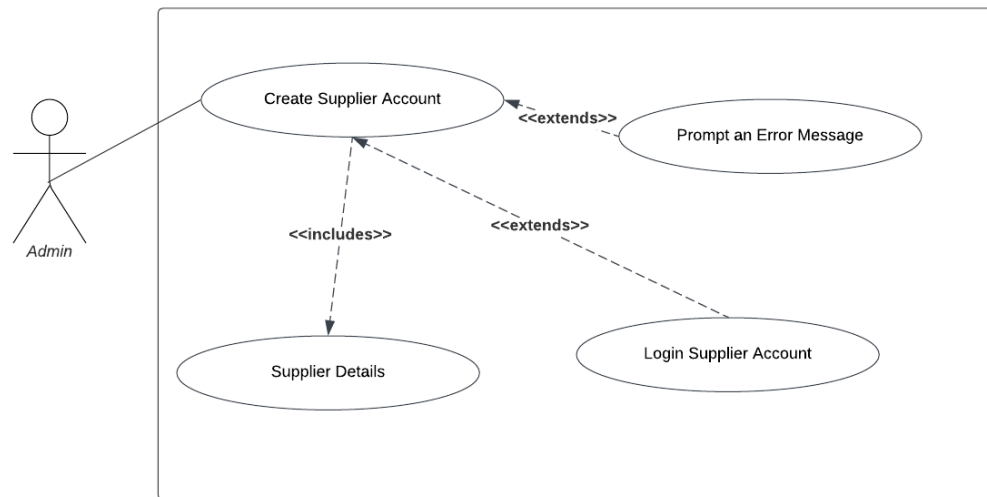 Create Supplier Account
<<extends>>
Prompt an Error Message
Admin
<<includes>>
<<extends>>
Supplier Details
Login Supplier Account